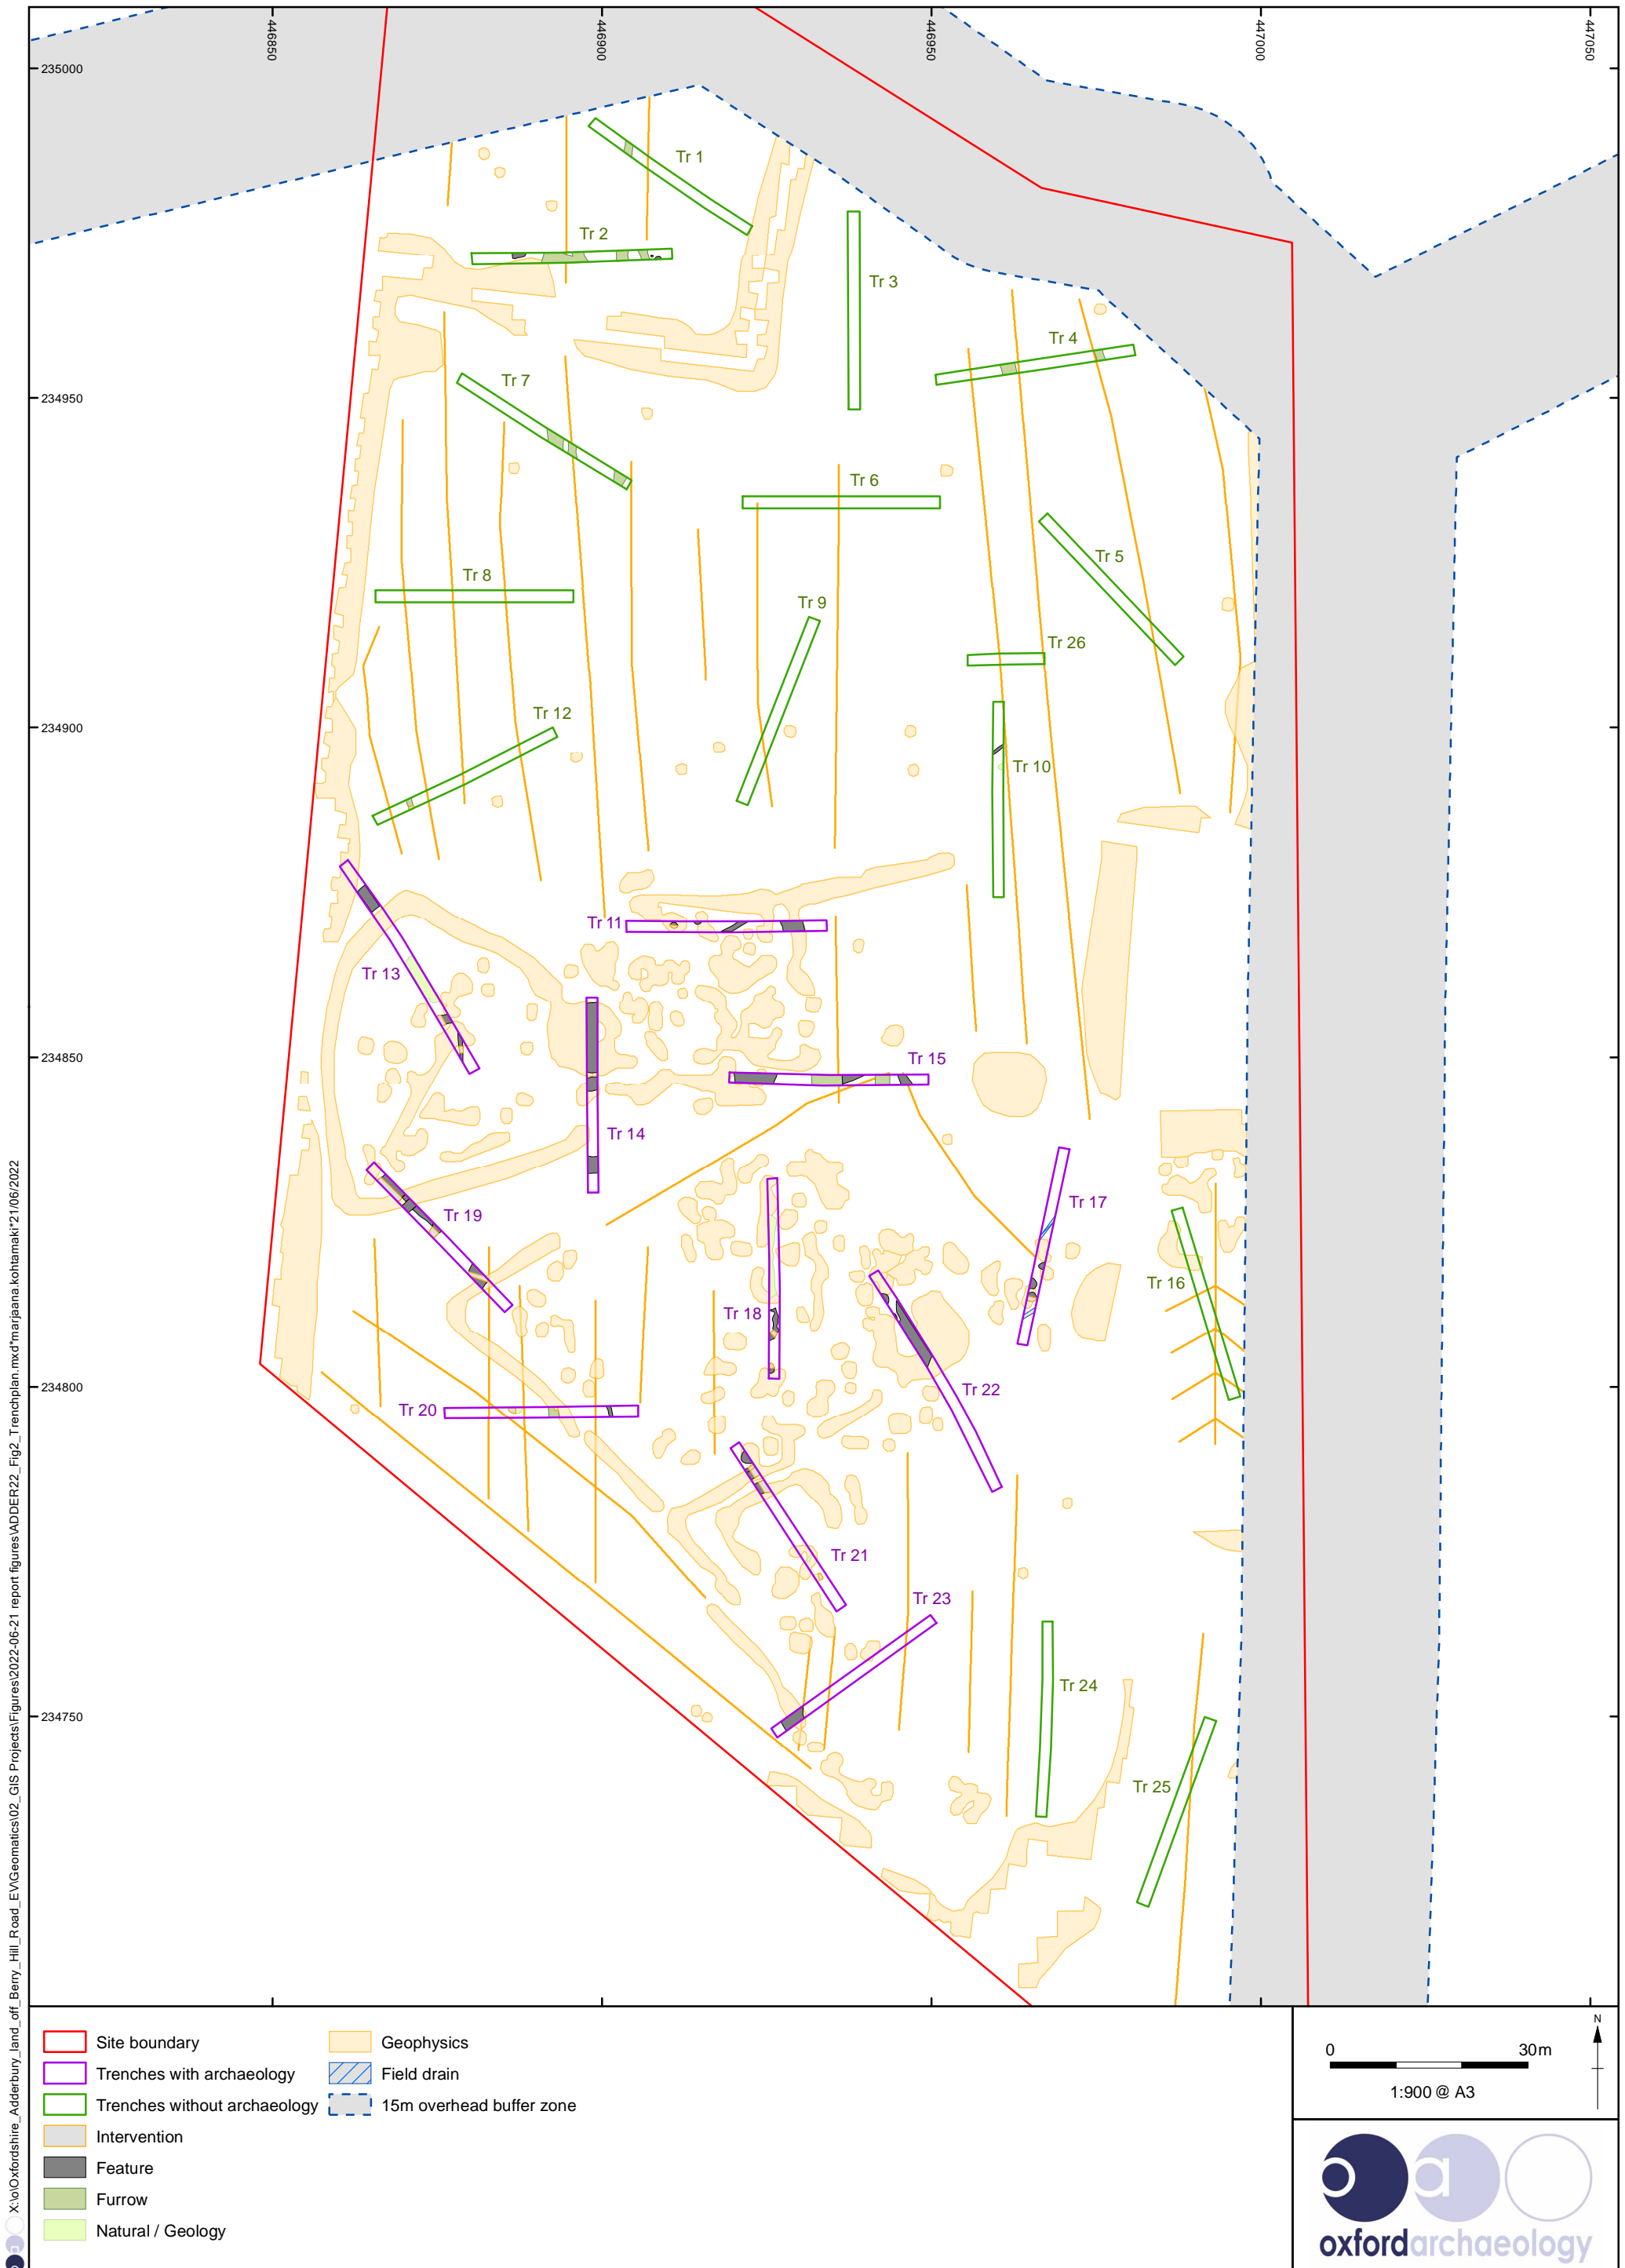 446850
446900
446950
447000
447050
235000
234950
234900
234850
234800
234750
Tr 1
Tr 2
Tr 3
Tr 4
Tr 7
Tr 6
Tr 5
Tr 8
Tr 9
Tr 26
Tr 12
Tr 10
Tr 11
Tr 13
Tr 15
Tr 14
Tr 17
Tr 19
Tr 16
Tr 18
Tr 22
Tr 20
Tr 21
Tr 23
Tr 24
Tr 25
X:\o\Oxfordshire_Adderbury_land_off_Berry_Hill_Road_EV\Geomatics\02_GIS Projects\Figures\2022-06-21 report figures\ADDER22_Fig2_Trenchplan.mxd*marjaana.kohtamak*21/06/2022
Site boundary
Trenches with archaeology
Trenches without archaeology
Intervention
Feature
Furrow
Natural / Geology
Geophysics
Field drain
15m overhead buffer zone
N
0 30m
1:900 @ A3
oa
oxfordarchaeology